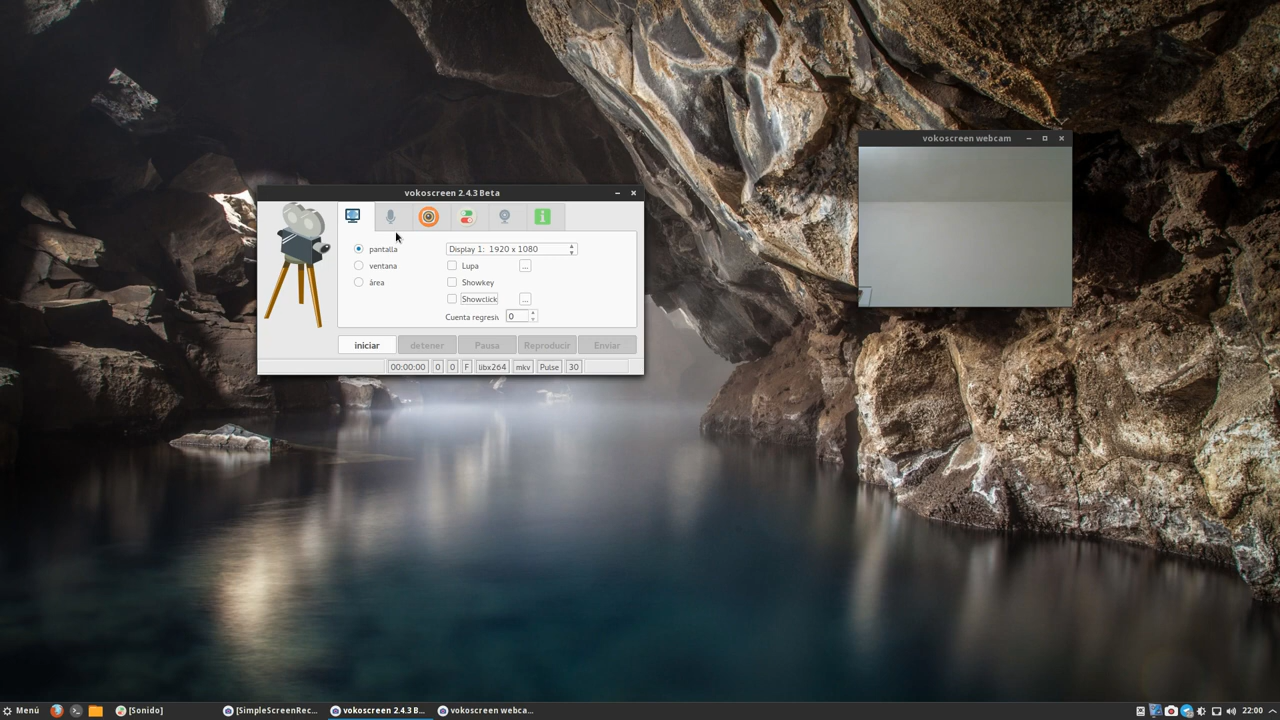 vokoscreen webcam
vokoscreen 2.4.3 Beta
pantalla
Display 1: 1920 x 1080
ventana
Lupa
...
área
Showkey
Showclick
...
Cuenta regresiv
0
iniciar
detener
Pausa
Reproducir
Enviar
00:00:00
0
0
F
libx264
mkv
Pulse
30
Menú
[Sonido]
[SimpleScreenRec...
vokoscreen 2.4.3 B...
vokoscreen webca...
22:00